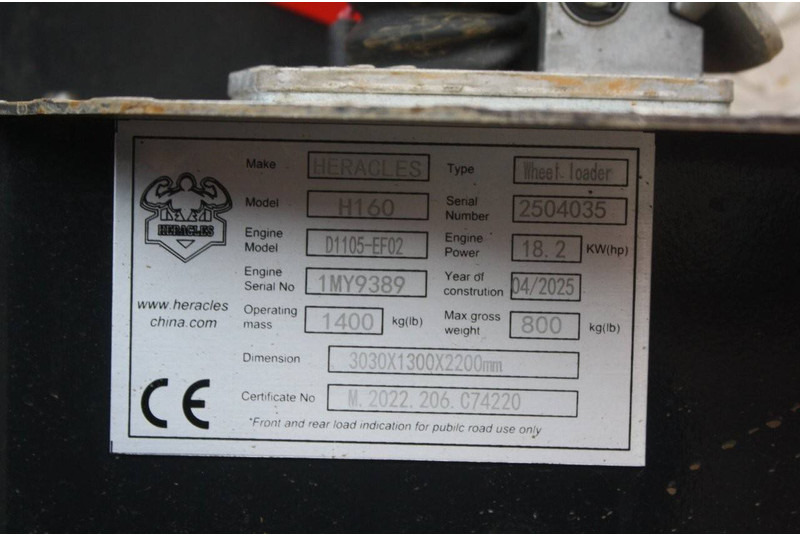 Make HERACLES Type Wheel loader
Model H160 Serial Number 2504035
Engine Model D1105-EF02 Engine Power 18.2 KW(hp)
Engine Serial No 1MY9389 Year of constrution 04/2025
Operating mass 1400 kg(lb) Max gross weight 800 kg(lb)
Dimension 3030X1300X2200mm
Certificate No M.2022.206.C74220
*Front and rear load indication for pubilc road use only
HERACLES
www.heracles
china.com
CE